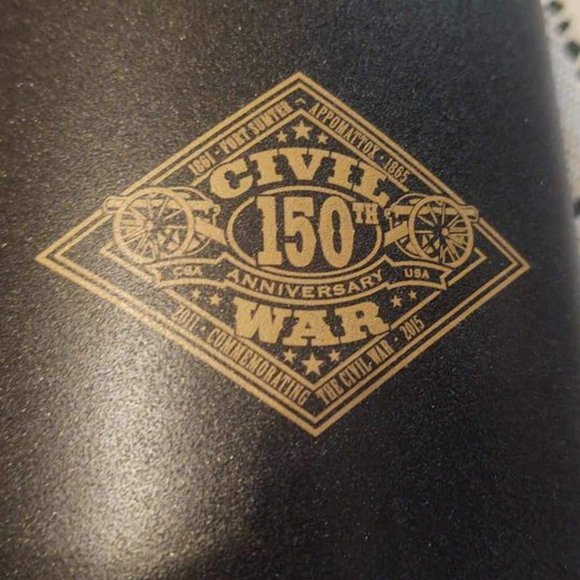 1861 · FORT SUMTER ~ APPOMATTOX · 1865
CIVIL
150TH
CSA ANNIVERSARY USA
WAR
2011 · COMMEMORATING THE CIVIL WAR · 2015